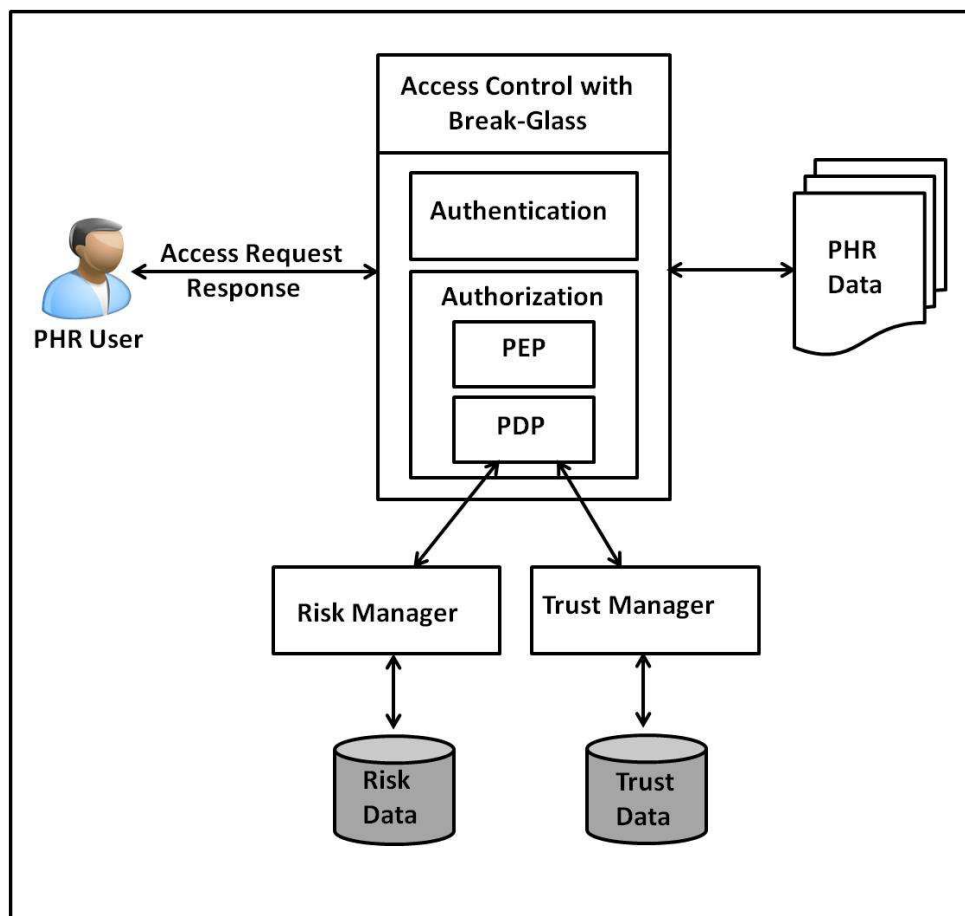 Access Control with
Break-Glass
Authentication
Access Request
Response
PHR User
Authorization
PEP
PDP
PHR
Data
Risk Manager
Trust Manager
Risk
Data
Trust
Data